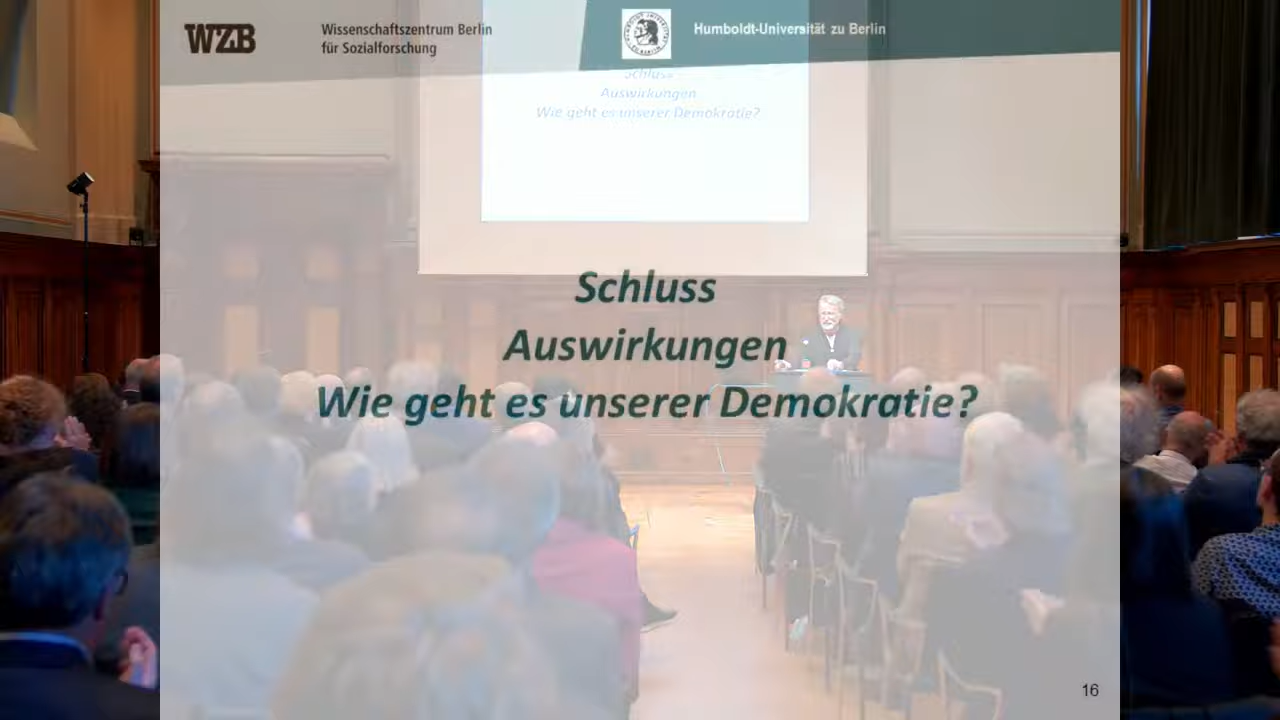 WZB
Wissenschaftszentrum Berlin
für Sozialforschung
Humboldt-Universität zu Berlin
Schluss
Auswirkungen
Wie geht es unserer Demokratie?
Schluss
Auswirkungen
Wie geht es unserer Demokratie?
16